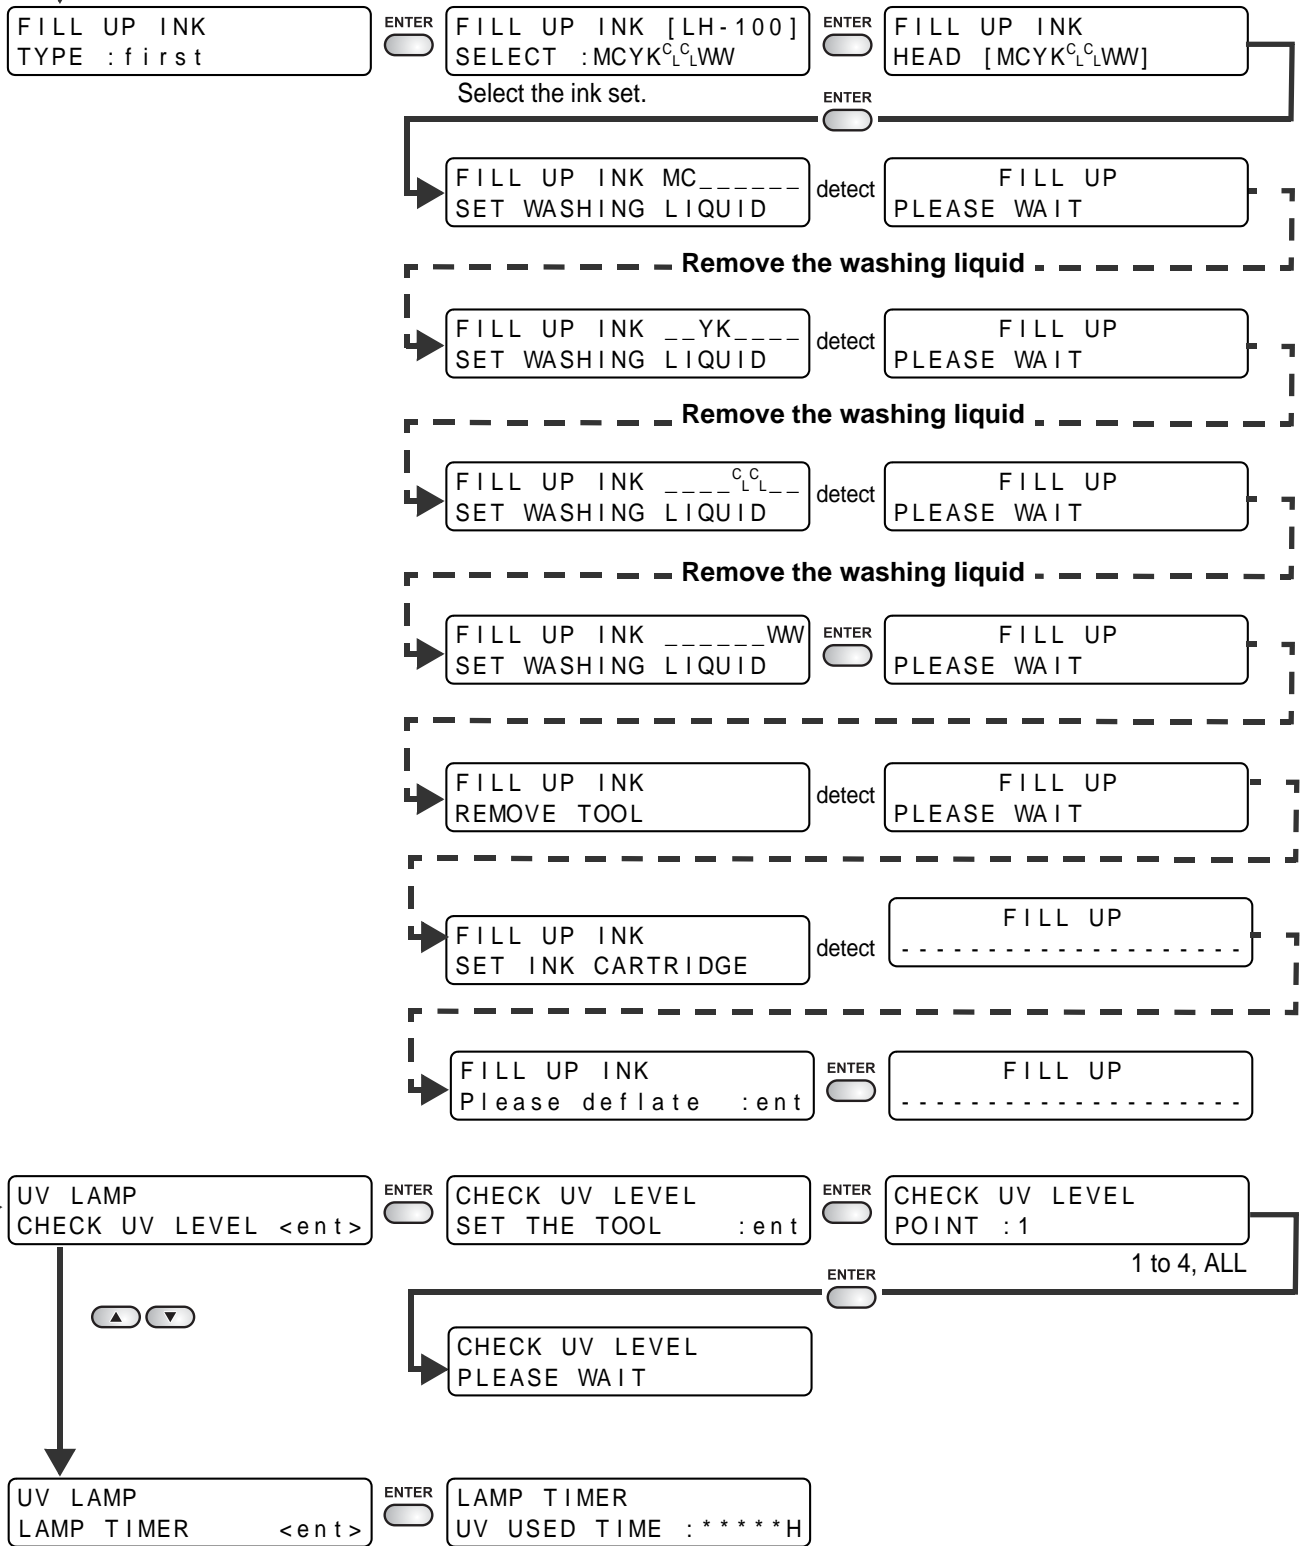 FILL UP INK
TYPE :first
ENTER
FILL UP INK [LH-100]
SELECT :MCYKCLCLWW
Select the ink set.
ENTER
FILL UP INK
HEAD [MCYKCLCLWW]
ENTER
FILL UP INK MC______
SET WASHING LIQUID
detect
FILL UP
PLEASE WAIT
Remove the washing liquid
FILL UP INK __YK____
SET WASHING LIQUID
detect
FILL UP
PLEASE WAIT
Remove the washing liquid
FILL UP INK ____CLCL__
SET WASHING LIQUID
detect
FILL UP
PLEASE WAIT
Remove the washing liquid
FILL UP INK ______WW
SET WASHING LIQUID
ENTER
FILL UP
PLEASE WAIT
FILL UP INK
REMOVE TOOL
detect
FILL UP
PLEASE WAIT
FILL UP INK
SET INK CARTRIDGE
detect
FILL UP
--------------------
FILL UP INK
Please deflate :ent
ENTER
FILL UP
--------------------
UV LAMP
CHECK UV LEVEL <ent>
ENTER
CHECK UV LEVEL
SET THE TOOL :ent
ENTER
CHECK UV LEVEL
POINT :1
1 to 4, ALL
ENTER
CHECK UV LEVEL
PLEASE WAIT
UV LAMP
LAMP TIMER <ent>
ENTER
LAMP TIMER
UV USED TIME :*****H